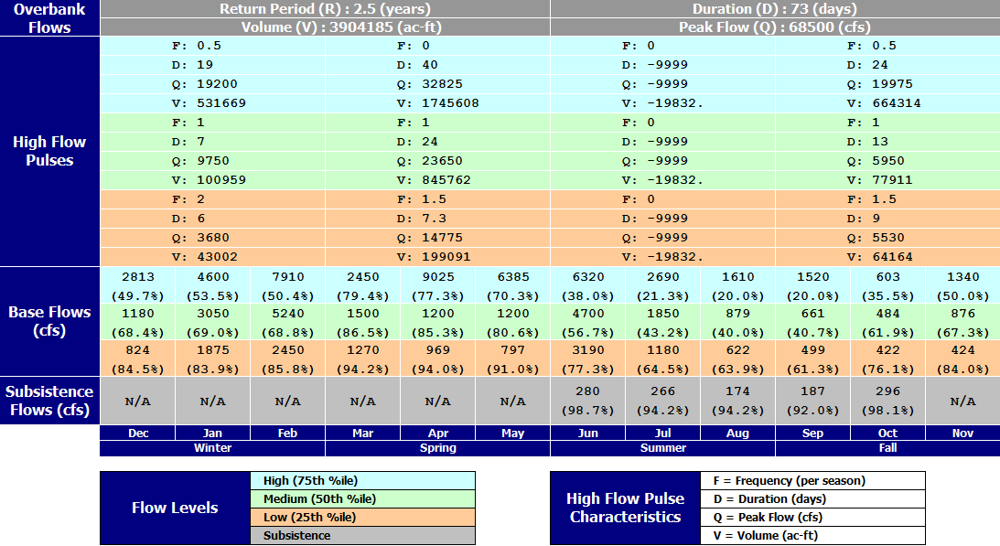 Overbank Flows
Return Period (R) : 2.5 (years) Duration (D) : 73 (days)
Volume (V) : 3904185 (ac-ft) Peak Flow (Q) : 68500 (cfs)
High Flow Pulses
F: 0.5 F: 0 F: 0 F: 0.5
D: 19 D: 40 D: -9999 D: 24
Q: 19200 Q: 32825 Q: -9999 Q: 19975
V: 531669 V: 1745608 V: -19832. V: 664314
F: 1 F: 1 F: 0 F: 1
D: 7 D: 24 D: -9999 D: 13
Q: 9750 Q: 23650 Q: -9999 Q: 5950
V: 100959 V: 845762 V: -19832. V: 77911
F: 2 F: 1.5 F: 0 F: 1.5
D: 6 D: 7.3 D: -9999 D: 9
Q: 3680 Q: 14775 Q: -9999 Q: 5530
V: 43002 V: 199091 V: -19832. V: 64164
Base Flows (cfs)
2813 4600 7910 2450 9025 6385 6320 2690 1610 1520 603 1340
(49.7%) (53.5%) (50.4%) (79.4%) (77.3%) (70.3%) (38.0%) (21.3%) (20.0%) (20.0%) (35.5%) (50.0%)
1180 3050 5240 1500 1200 1200 4700 1850 879 661 484 876
(68.4%) (69.0%) (68.8%) (86.5%) (85.3%) (80.6%) (56.7%) (43.2%) (40.0%) (40.7%) (61.9%) (67.3%)
824 1875 2450 1270 969 797 3190 1180 622 499 422 424
(84.5%) (83.9%) (85.8%) (94.2%) (94.0%) (91.0%) (77.3%) (64.5%) (63.9%) (61.3%) (76.1%) (84.0%)
Subsistence Flows (cfs)
N/A N/A N/A N/A N/A N/A 280 266 174 187 296 N/A
(98.7%) (94.2%) (94.2%) (92.0%) (98.1%)
Dec Jan Feb Mar Apr May Jun Jul Aug Sep Oct Nov
Winter Spring Summer Fall
Flow Levels
High (75th %ile)
Medium (50th %ile)
Low (25th %ile)
Subsistence
High Flow Pulse
Characteristics
F = Frequency (per season)
D = Duration (days)
Q = Peak Flow (cfs)
V = Volume (ac-ft)